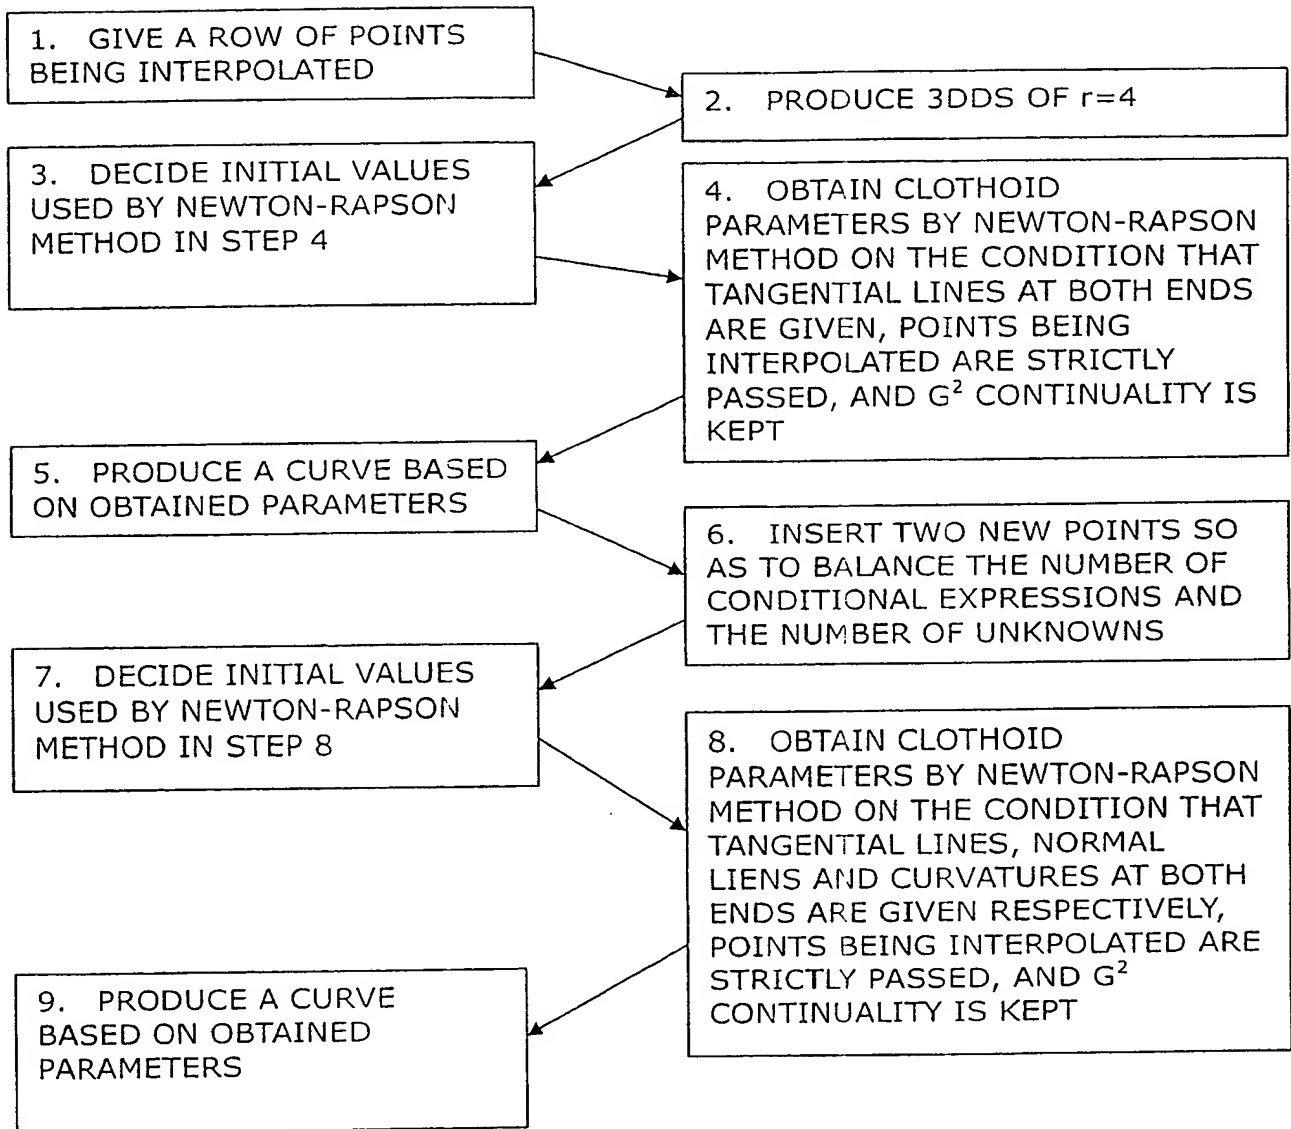 1. GIVE A ROW OF POINTS
BEING INTERPOLATED
2. PRODUCE 3DDS OF r=4
3. DECIDE INITIAL VALUES
USED BY NEWTON-RAPSON
METHOD IN STEP 4
4. OBTAIN CLOTHOID
PARAMETERS BY NEWTON-RAPSON
METHOD ON THE CONDITION THAT
TANGENTIAL LINES AT BOTH ENDS
ARE GIVEN, POINTS BEING
INTERPOLATED ARE STRICTLY
PASSED, AND G² CONTINUALITY IS
KEPT
5. PRODUCE A CURVE BASED
ON OBTAINED PARAMETERS
6. INSERT TWO NEW POINTS SO
AS TO BALANCE THE NUMBER OF
CONDITIONAL EXPRESSIONS AND
THE NUMBER OF UNKNOWNS
7. DECIDE INITIAL VALUES
USED BY NEWTON-RAPSON
METHOD IN STEP 8
8. OBTAIN CLOTHOID
PARAMETERS BY NEWTON-RAPSON
METHOD ON THE CONDITION THAT
TANGENTIAL LINES, NORMAL
LIENS AND CURVATURES AT BOTH
ENDS ARE GIVEN RESPECTIVELY,
POINTS BEING INTERPOLATED ARE
STRICTLY PASSED, AND G²
CONTINUALITY IS KEPT
9. PRODUCE A CURVE
BASED ON OBTAINED
PARAMETERS